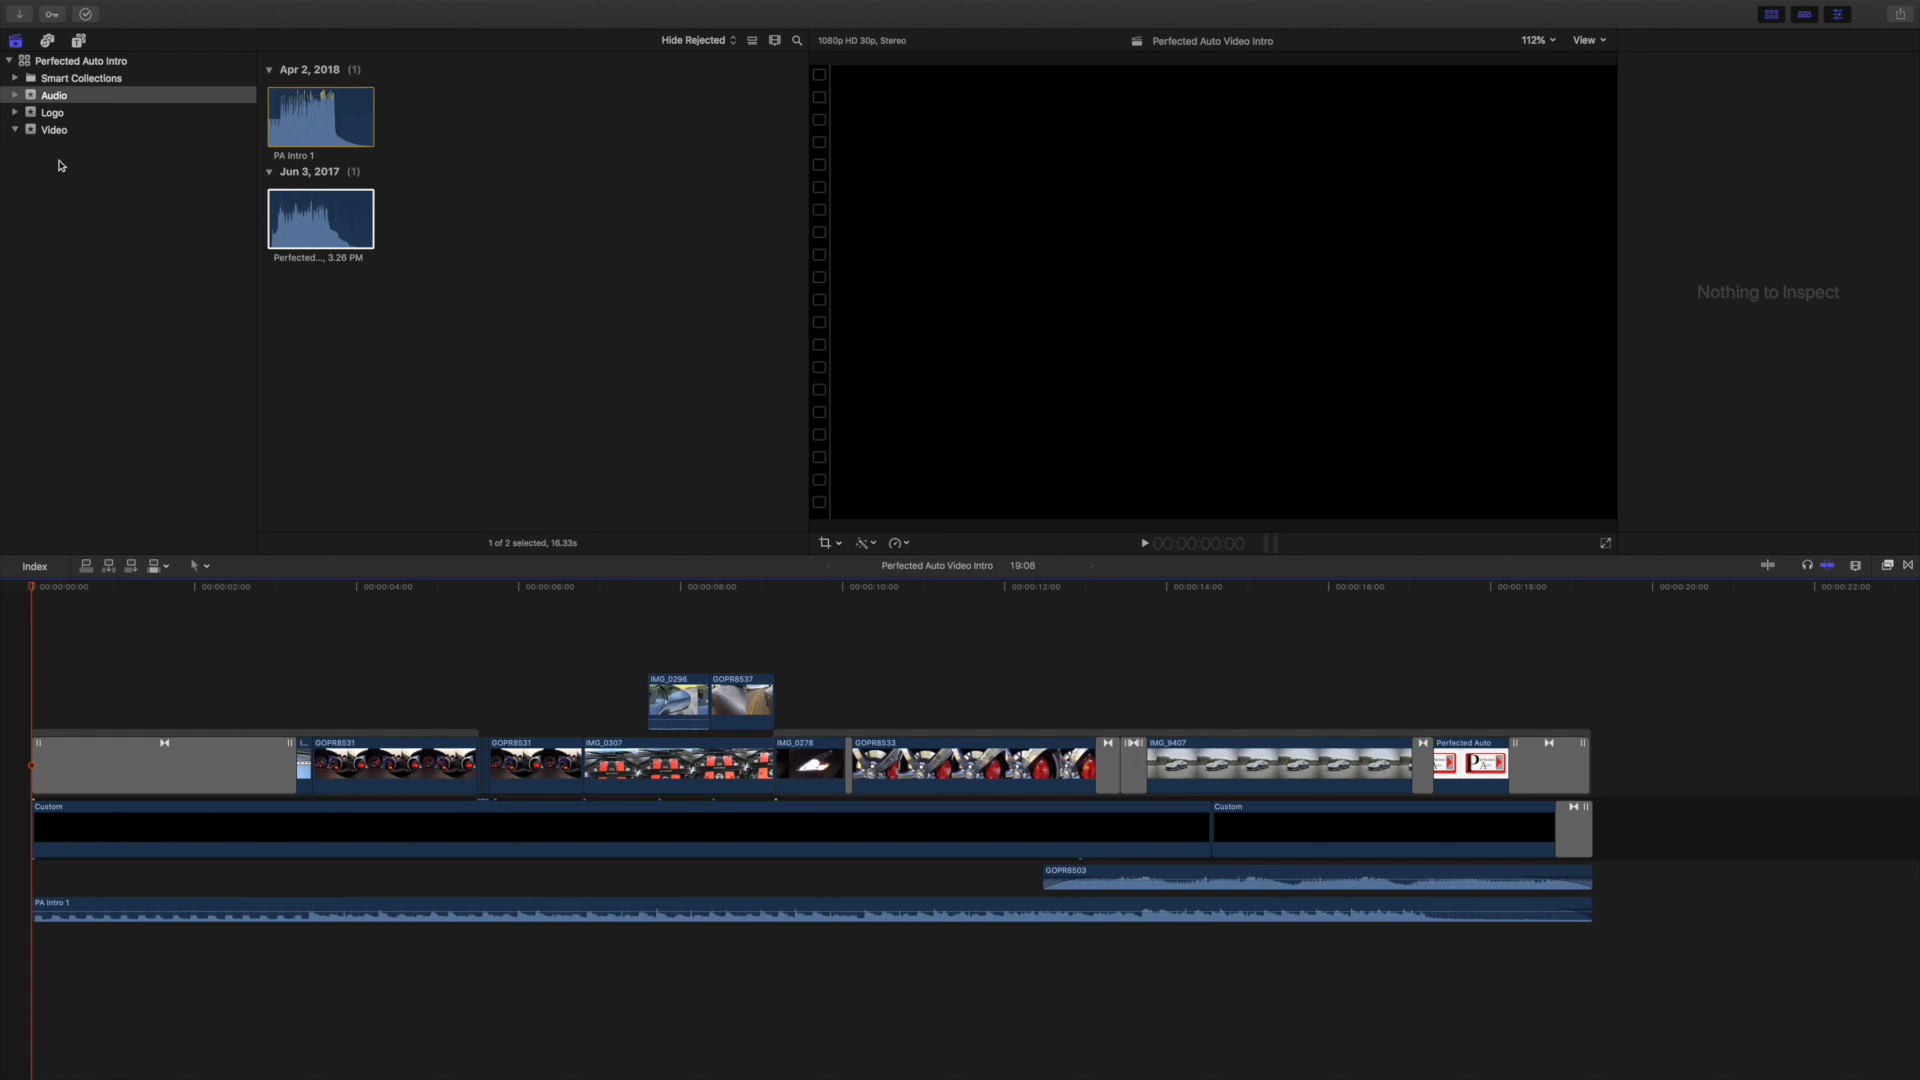 Hide Rejected
1080p HD 30p, Stereo
Perfected Auto Video Intro
112%
View
Perfected Auto Intro
Smart Collections
Audio
Logo
Video
Apr 2, 2018 (1)
PA Intro 1
Jun 3, 2017 (1)
Perfected..., 3.26 PM
Nothing to Inspect
1 of 2 selected, 16.33s
00:00:00:00
Index
Perfected Auto Video Intro 19:08
00:00:00:00
00:00:02:00
00:00:04:00
00:00:06:00
00:00:08:00
00:00:10:00
00:00:12:00
00:00:14:00
00:00:16:00
00:00:18:00
00:00:20:00
00:00:22:00
IMG_0296
GOPR8537
I...
GOPR8531
GOPR8531
IMG_0307
IMG_0278
GOPR8533
IMG_9407
Perfected Auto
Custom
Custom
GOPR8503
PA Intro 1